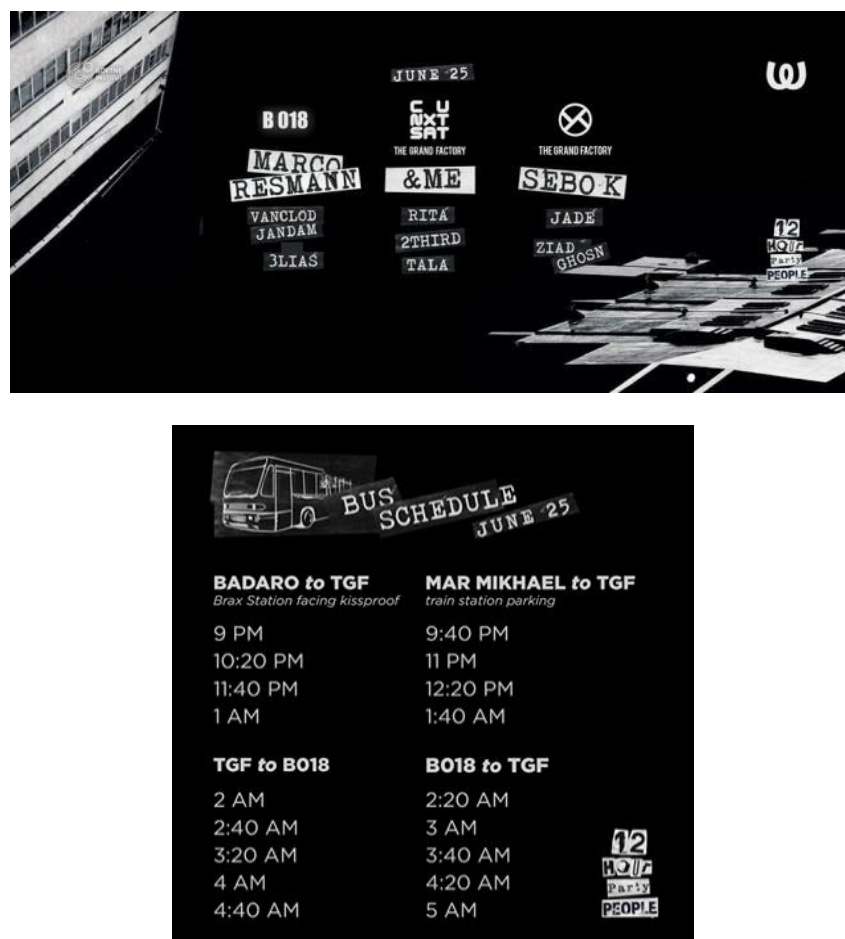 GOETHE
INSTITUT
JUNE 25
B 018
MARCO
RESMANN
VANCLOD
JANDAM
3LIAS
C U
NXT
SAT
THE GRAND FACTORY
&ME
RITA
2THIRD
TALA
THE GRAND FACTORY
SEBO K
JADE
ZIAD
GHOSN
12
HOUR
Party
PEOPLE
BUS
SCHEDULE
JUNE 25
BADARO to TGF
Brax Station facing kissproof
9 PM
10:20 PM
11:40 PM
1 AM
MAR MIKHAEL to TGF
train station parking
9:40 PM
11 PM
12:20 PM
1:40 AM
TGF to B018
2 AM
2:40 AM
3:20 AM
4 AM
4:40 AM
B018 to TGF
2:20 AM
3 AM
3:40 AM
4:20 AM
5 AM
12
HOUR
Party
PEOPLE